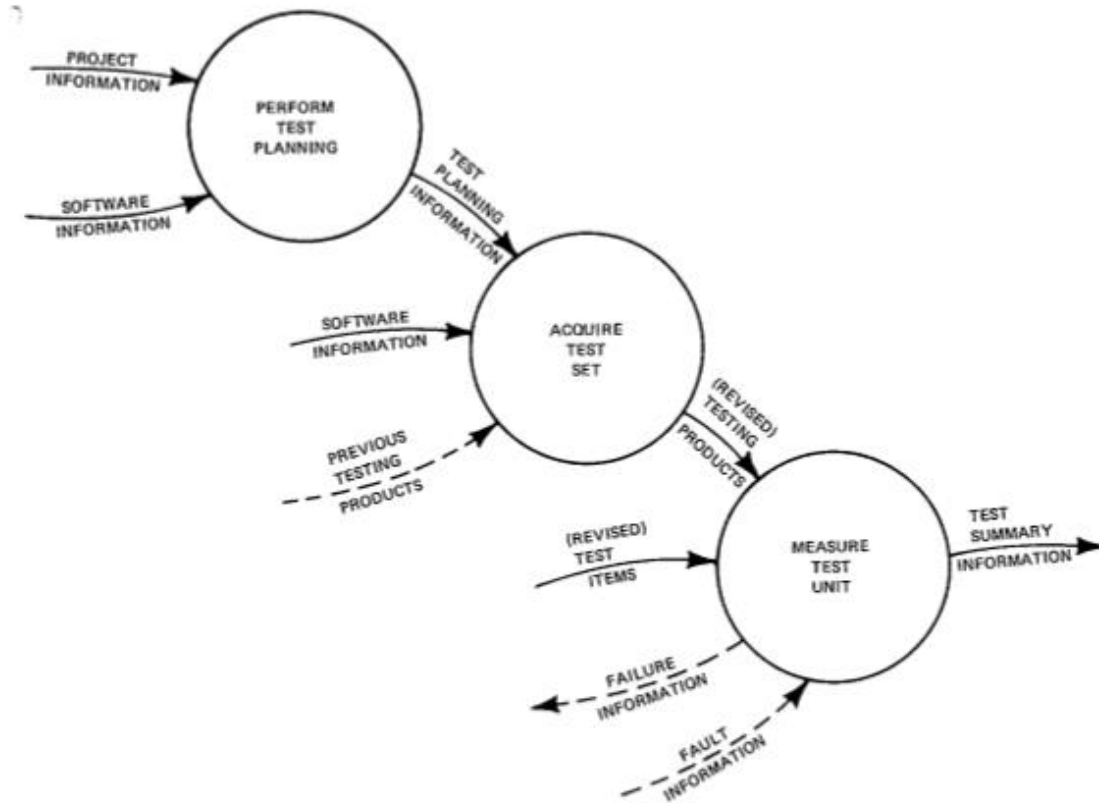 PROJECT
INFORMATION
PERFORM
TEST
PLANNING
SOFTWARE
INFORMATION
TEST
PLANNING
INFORMATION
SOFTWARE
INFORMATION
ACQUIRE
TEST
SET
PREVIOUS
TESTING
PRODUCTS
(REVISED)
TESTING
PRODUCTS
(REVISED)
TEST
ITEMS
MEASURE
TEST
UNIT
TEST
SUMMARY
INFORMATION
FAILURE
INFORMATION
FAULT
INFORMATION